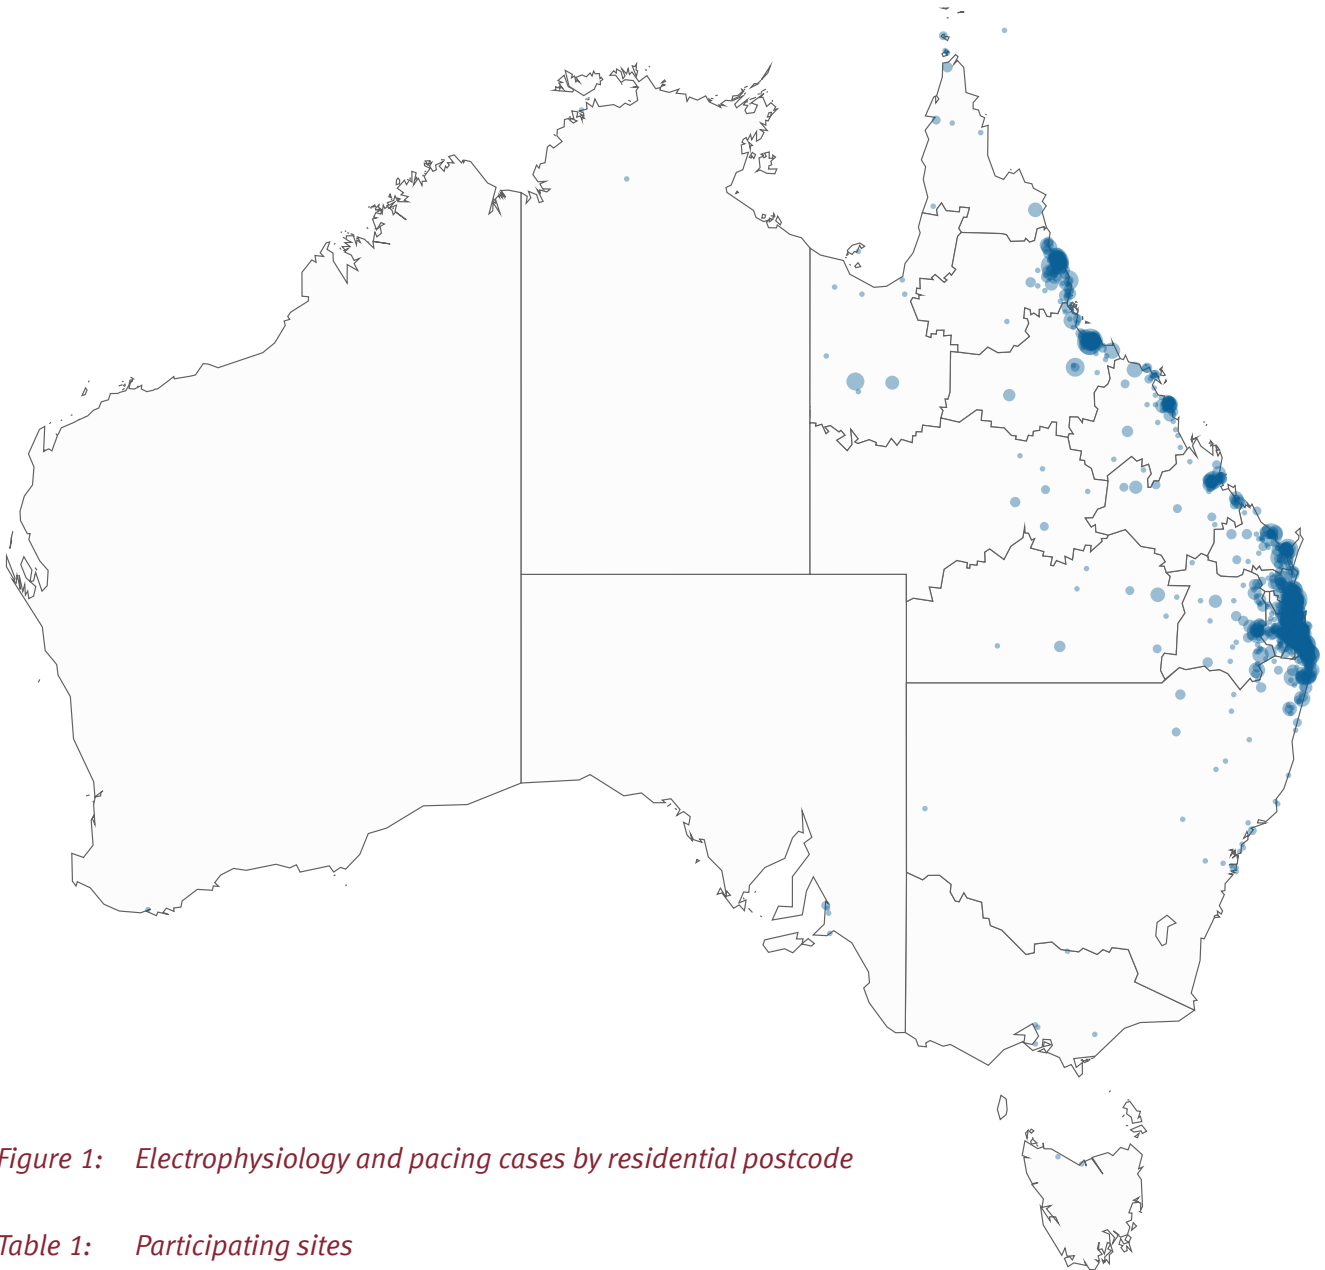 Figure 1: Electrophysiology and pacing cases by residential postcode
Table 1: Participating sites